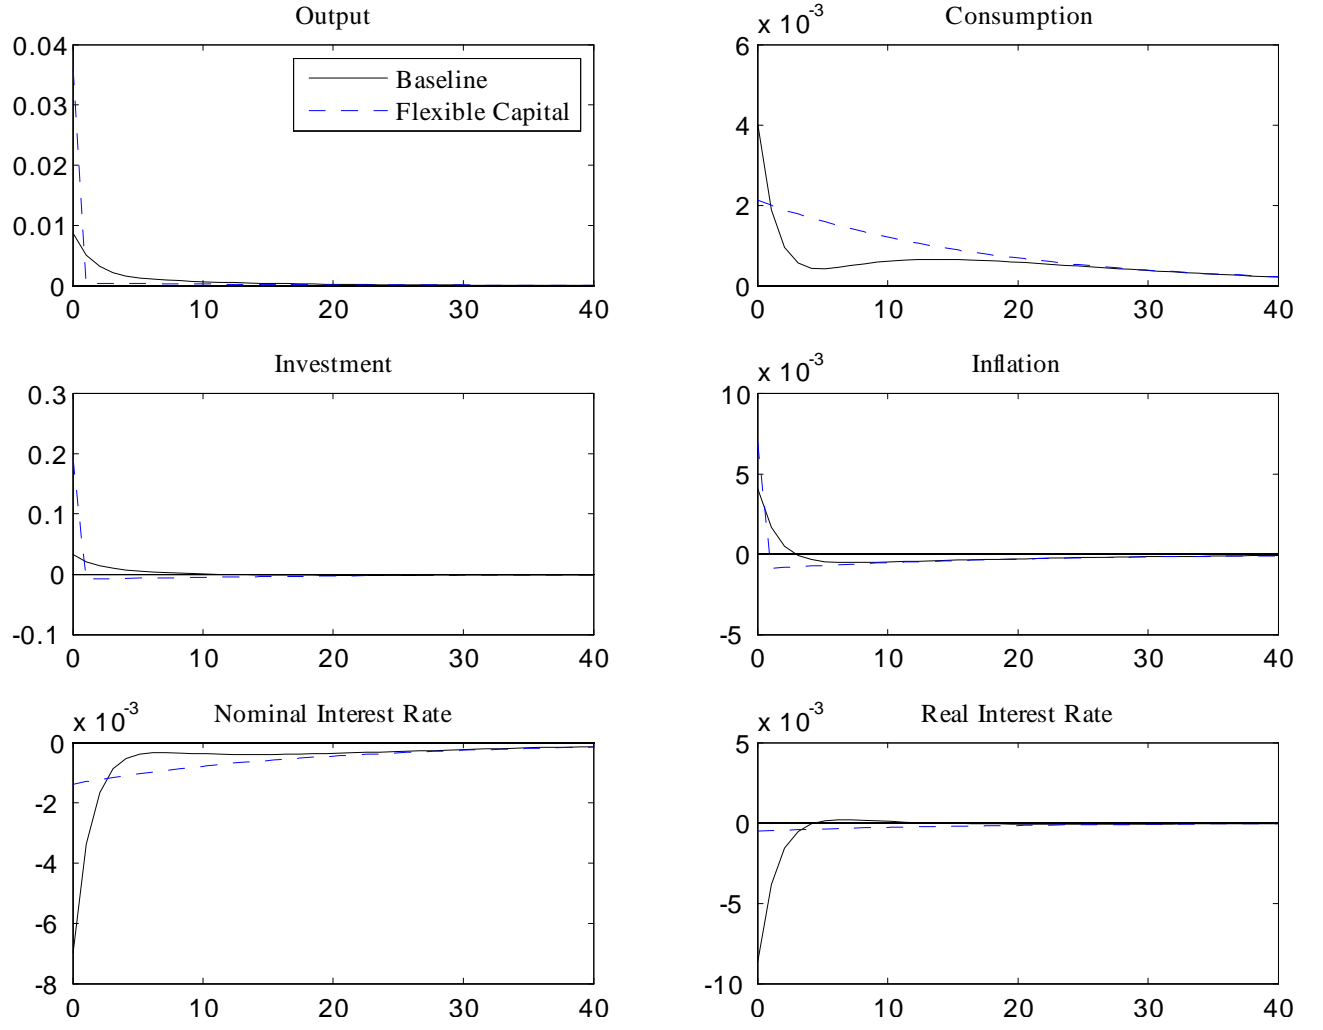 Output
0.04
0.03
0.02
0.01
0
0 10 20 30 40
Baseline
Flexible Capital
Consumption
x 10-3
6
4
2
0
0 10 20 30 40
Investment
0.3
0.2
0.1
0
-0.1
0 10 20 30 40
Inflation
x 10-3
10
5
0
-5
0 10 20 30 40
Nominal Interest Rate
x 10-3
0
-2
-4
-6
-8
0 10 20 30 40
Real Interest Rate
x 10-3
5
0
-5
-10
0 10 20 30 40